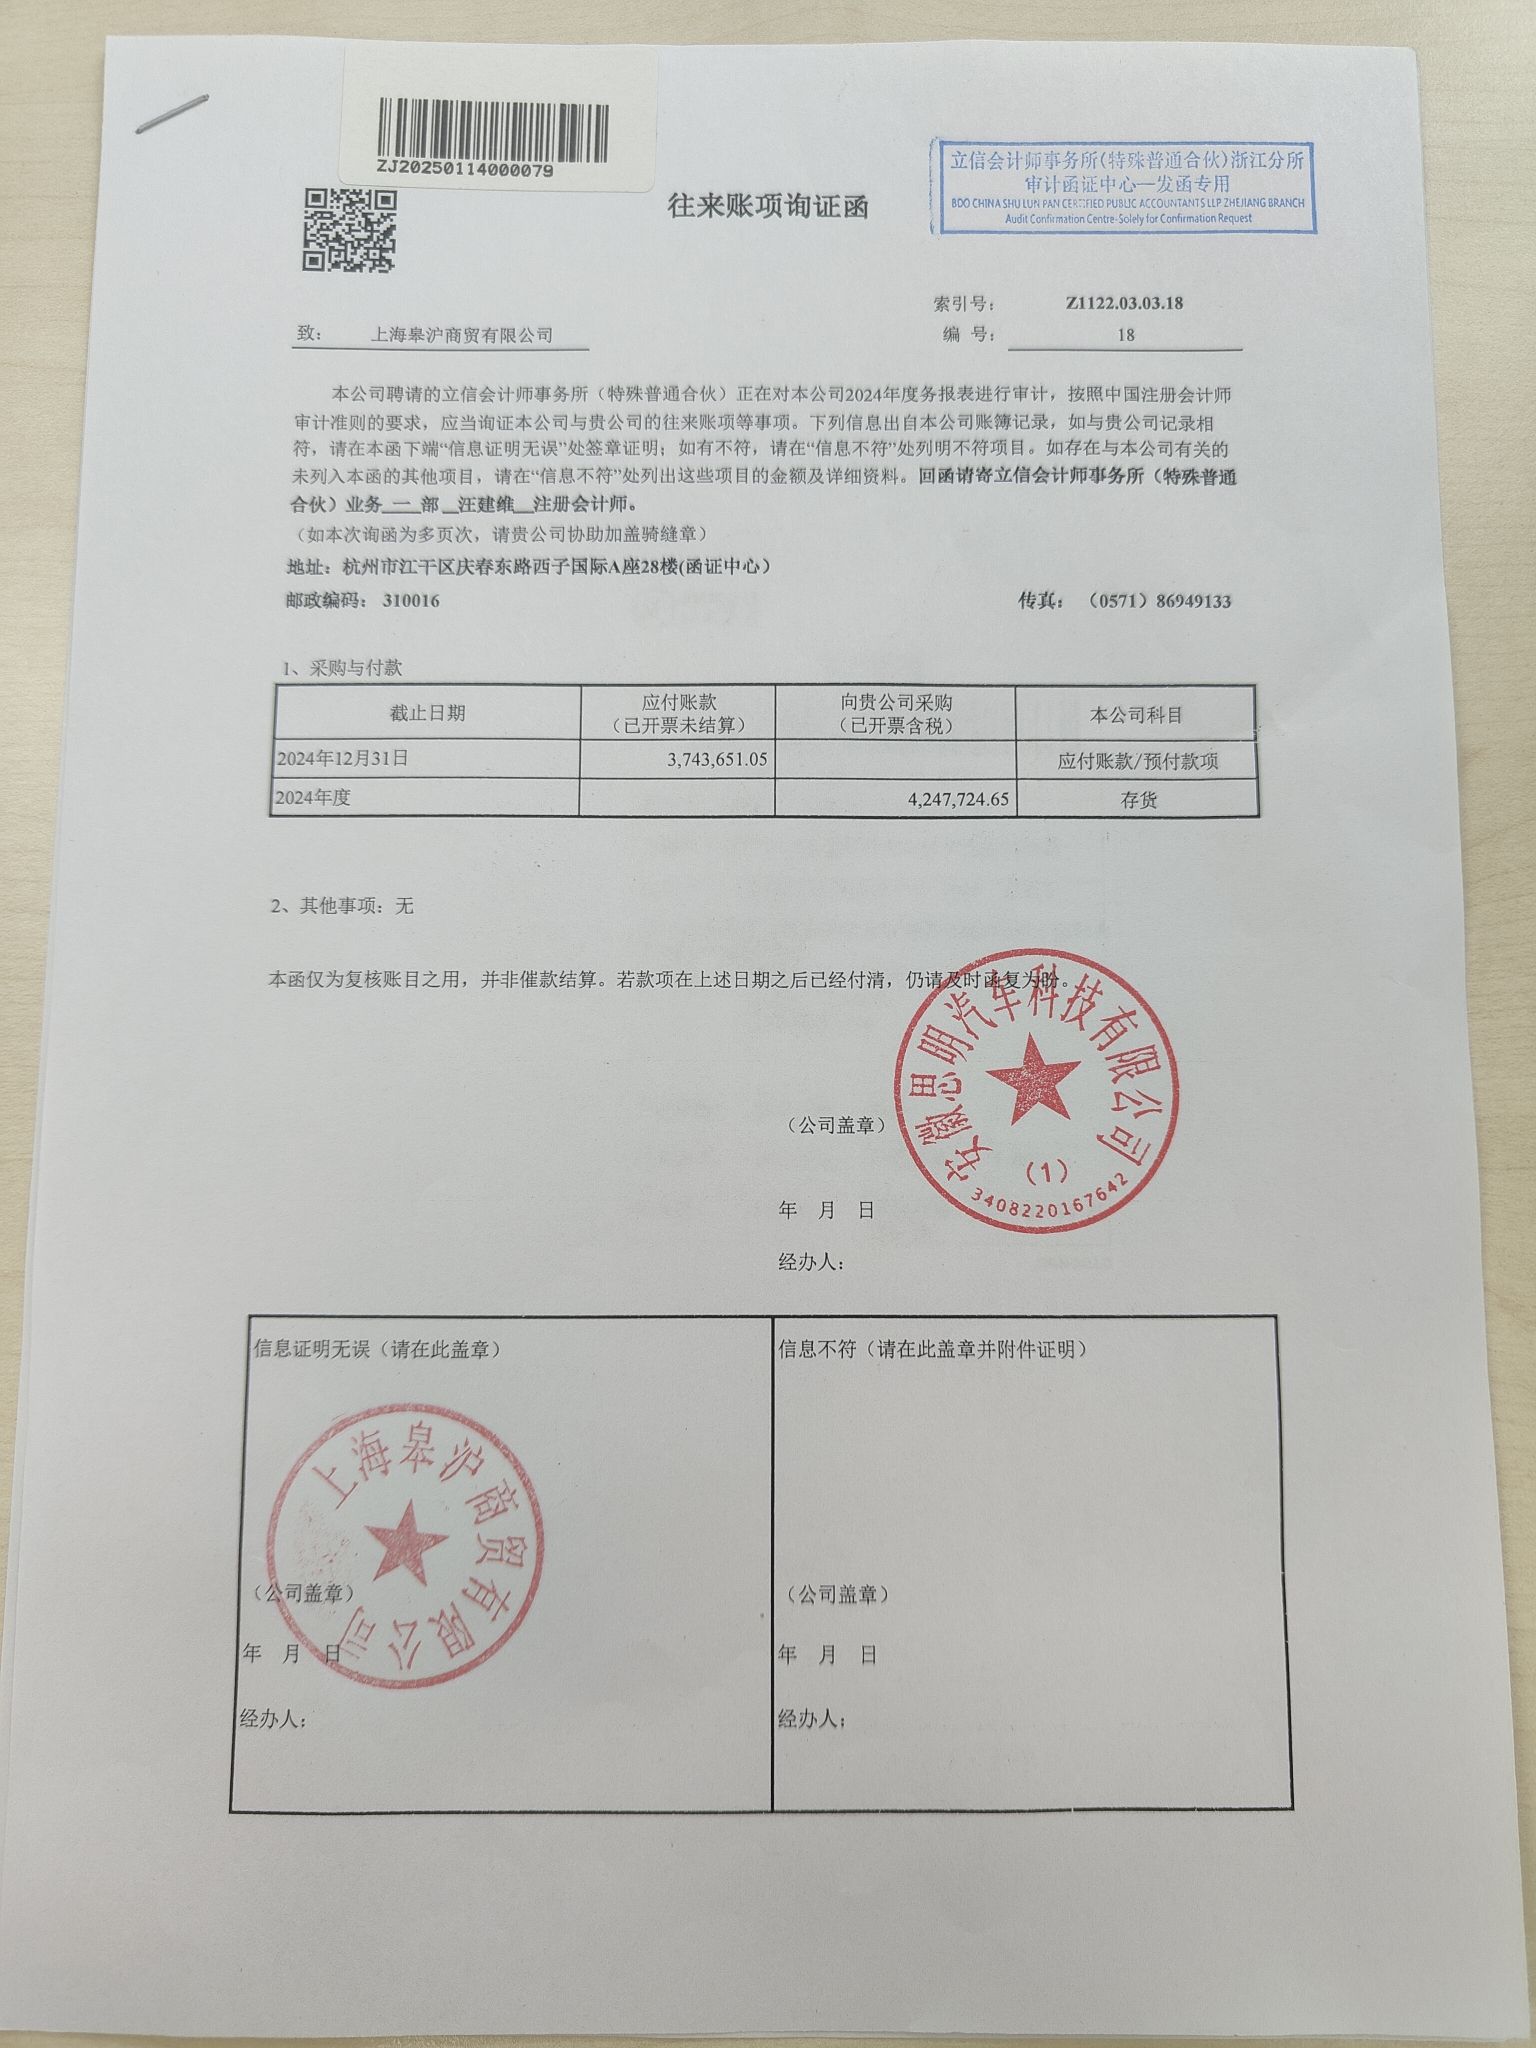 ZJ20250114000079
立信会计师事务所(特殊普通合伙)浙江分所
审计函证中心—发函专用
BDO CHINA SHU LUN PAN CERTIFIED PUBLIC ACCOUNTANTS LLP ZHEJIANG BRANCH
Audit Confirmation Centre-Solely for Confirmation Request
往来账项询证函
索引号： Z1122.03.03.18
致： 上海皋沪商贸有限公司
编 号： 18
本公司聘请的立信会计师事务所（特殊普通合伙）正在对本公司2024年度务报表进行审计，按照中国注册会计师
审计准则的要求，应当询证本公司与贵公司的往来账项等事项。下列信息出自本公司账簿记录，如与贵公司记录相
符，请在本函下端“信息证明无误”处签章证明；如有不符，请在“信息不符”处列明不符项目。如存在与本公司有关的
未列入本函的其他项目，请在“信息不符”处列出这些项目的金额及详细资料。回函请寄立信会计师事务所（特殊普通
合伙）业务__一__部__汪建维__注册会计师。
（如本次询函为多页次，请贵公司协助加盖骑缝章）
地址：杭州市江干区庆春东路西子国际A座28楼(函证中心）
邮政编码： 310016 传真：（0571）86949133
1、采购与付款
截止日期 应付账款（已开票未结算） 向贵公司采购（已开票含税） 本公司科目
2024年12月31日 3,743,651.05 应付账款/预付款项
2024年度 4,247,724.65 存货
2、其他事项：无
本函仅为复核账目之用，并非催款结算。若款项在上述日期之后已经付清，仍请及时函复为盼。
安徽思明汽车科技有限公司
（1）
3408220167642
（公司盖章）
年 月 日
经办人：
信息证明无误（请在此盖章）
上海皋沪商贸有限公司
（公司盖章）
年 月 日
经办人：
信息不符（请在此盖章并附件证明）
（公司盖章）
年 月 日
经办人：